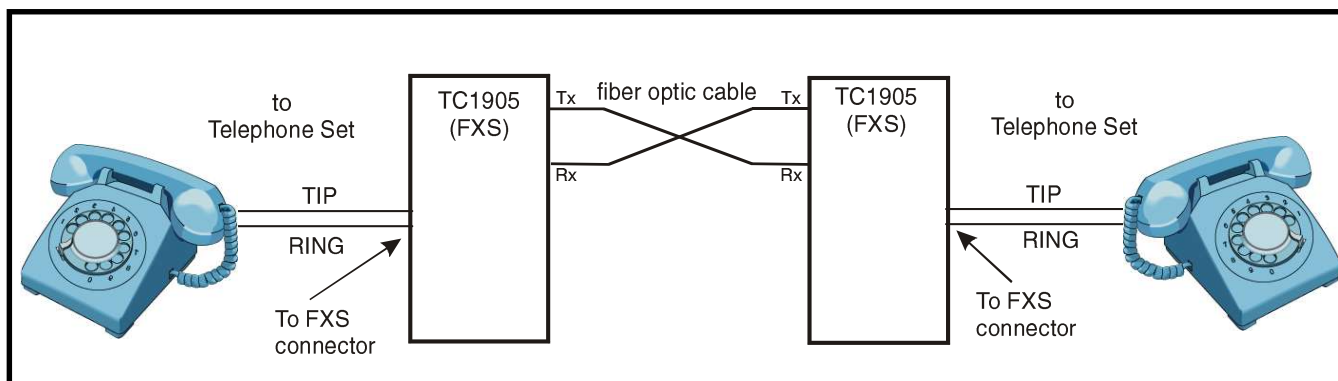 to
Telephone Set
TIP
RING
To FXS
connector
TC1905
(FXS)
Tx
Rx
fiber optic cable
Tx
Rx
TC1905
(FXS)
to
Telephone Set
TIP
RING
To FXS
connector